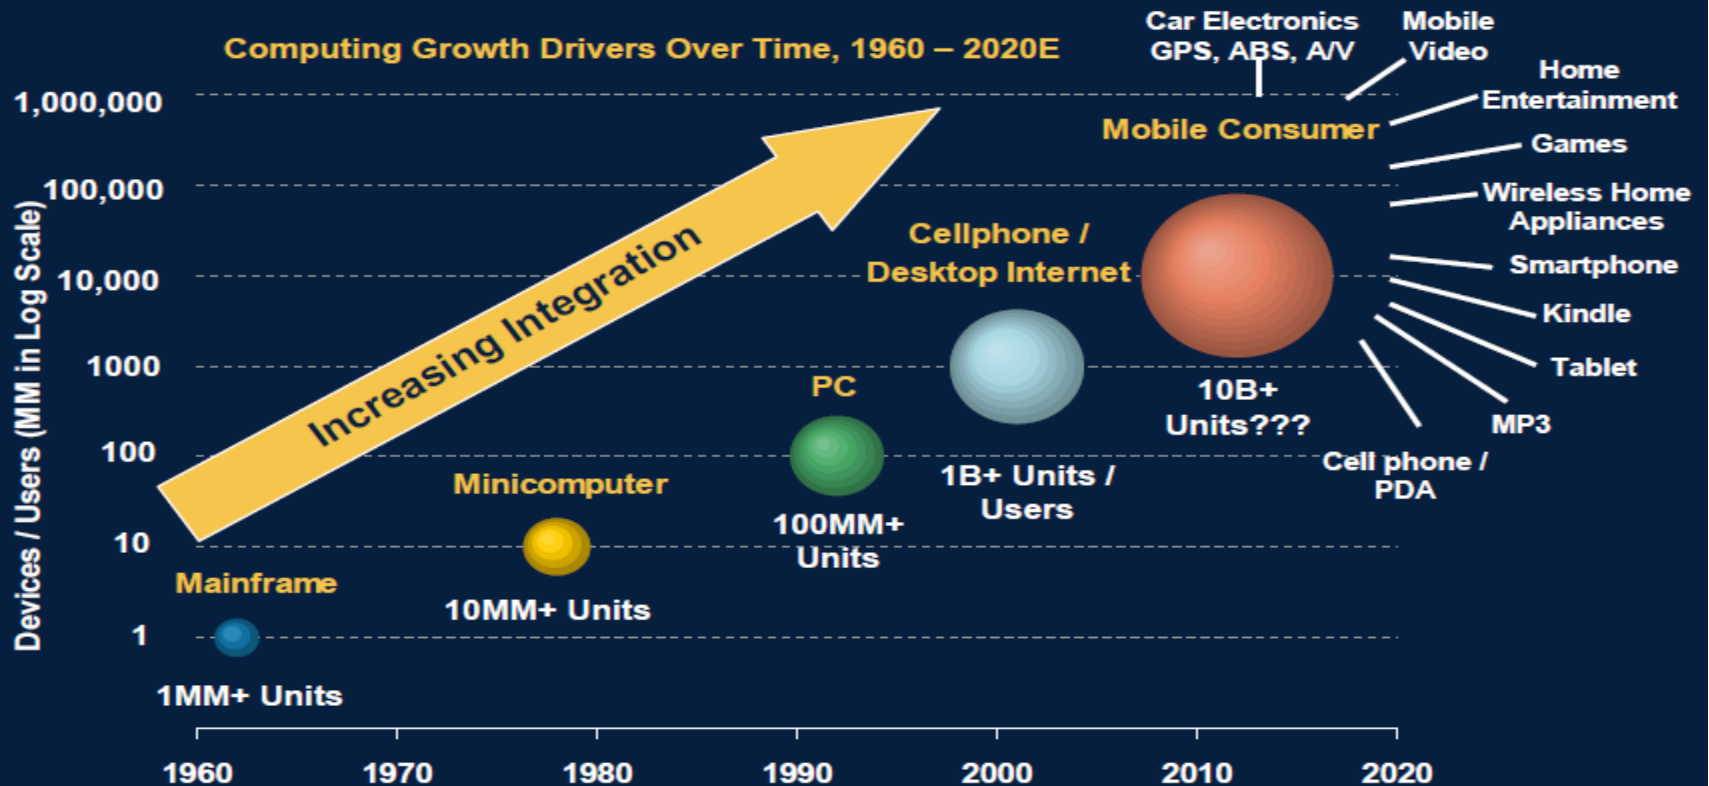 Computing Growth Drivers Over Time, 1960 – 2020E
Devices / Users (MM in Log Scale)
1,000,000
100,000
10,000
1000
100
10
1
Increasing Integration
Mainframe
1MM+ Units
Minicomputer
10MM+ Units
PC
100MM+
Units
Cellphone /
Desktop Internet
1B+ Units /
Users
Mobile Consumer
10B+
Units???
Car Electronics
GPS, ABS, A/V
Mobile
Video
Home
Entertainment
Games
Wireless Home
Appliances
Smartphone
Kindle
Tablet
MP3
Cell phone /
PDA
1960
1970
1980
1990
2000
2010
2020